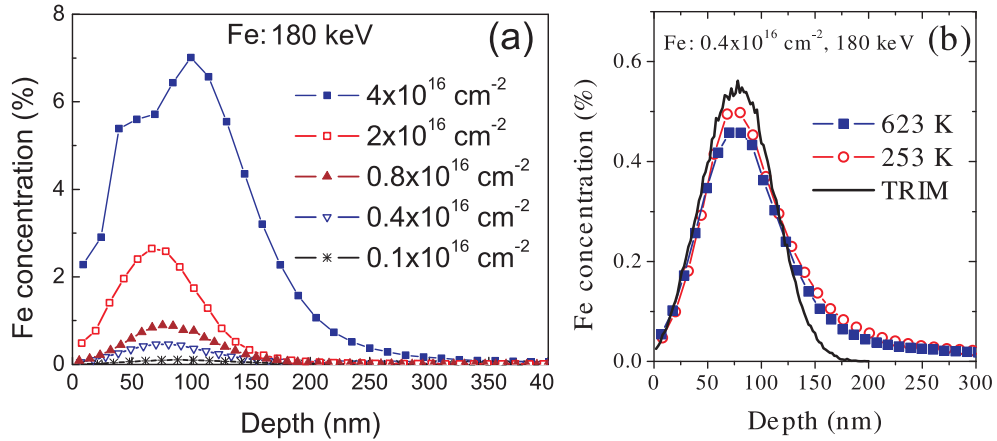 Fe: 180 keV
(a)
4x10^16 cm^-2
2x10^16 cm^-2
0.8x10^16 cm^-2
0.4x10^16 cm^-2
0.1x10^16 cm^-2
Fe concentration (%)
8
6
4
2
0
0 50 100 150 200 250 300 350 40
Depth (nm)
Fe: 0.4x10^16 cm^-2, 180 keV
(b)
623 K
253 K
TRIM
Fe concentration (%)
0.6
0.4
0.2
0.0
0 50 100 150 200 250 300
Depth (nm)